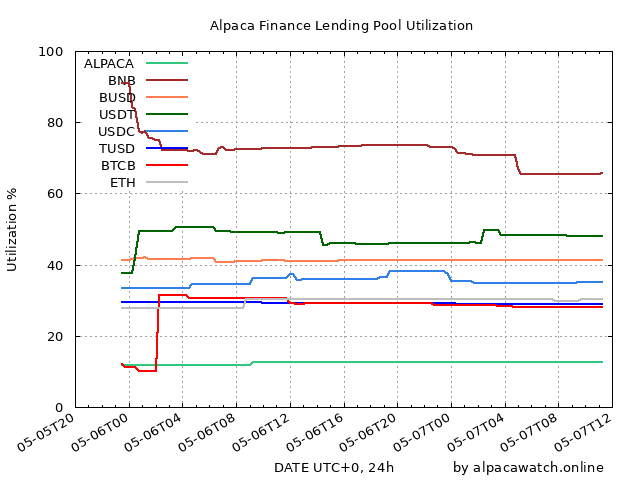 Alpaca Finance Lending Pool Utilization
100
80
60
40
20
0
Utilization %
ALPACA
BNB
BUSD
USDT
USDC
TUSD
BTCB
ETH
05-05T20
05-06T00
05-06T04
05-06T08
05-06T12
05-06T16
05-06T20
05-07T00
05-07T04
05-07T08
05-07T12
DATE UTC+0, 24h
by alpacawatch.online